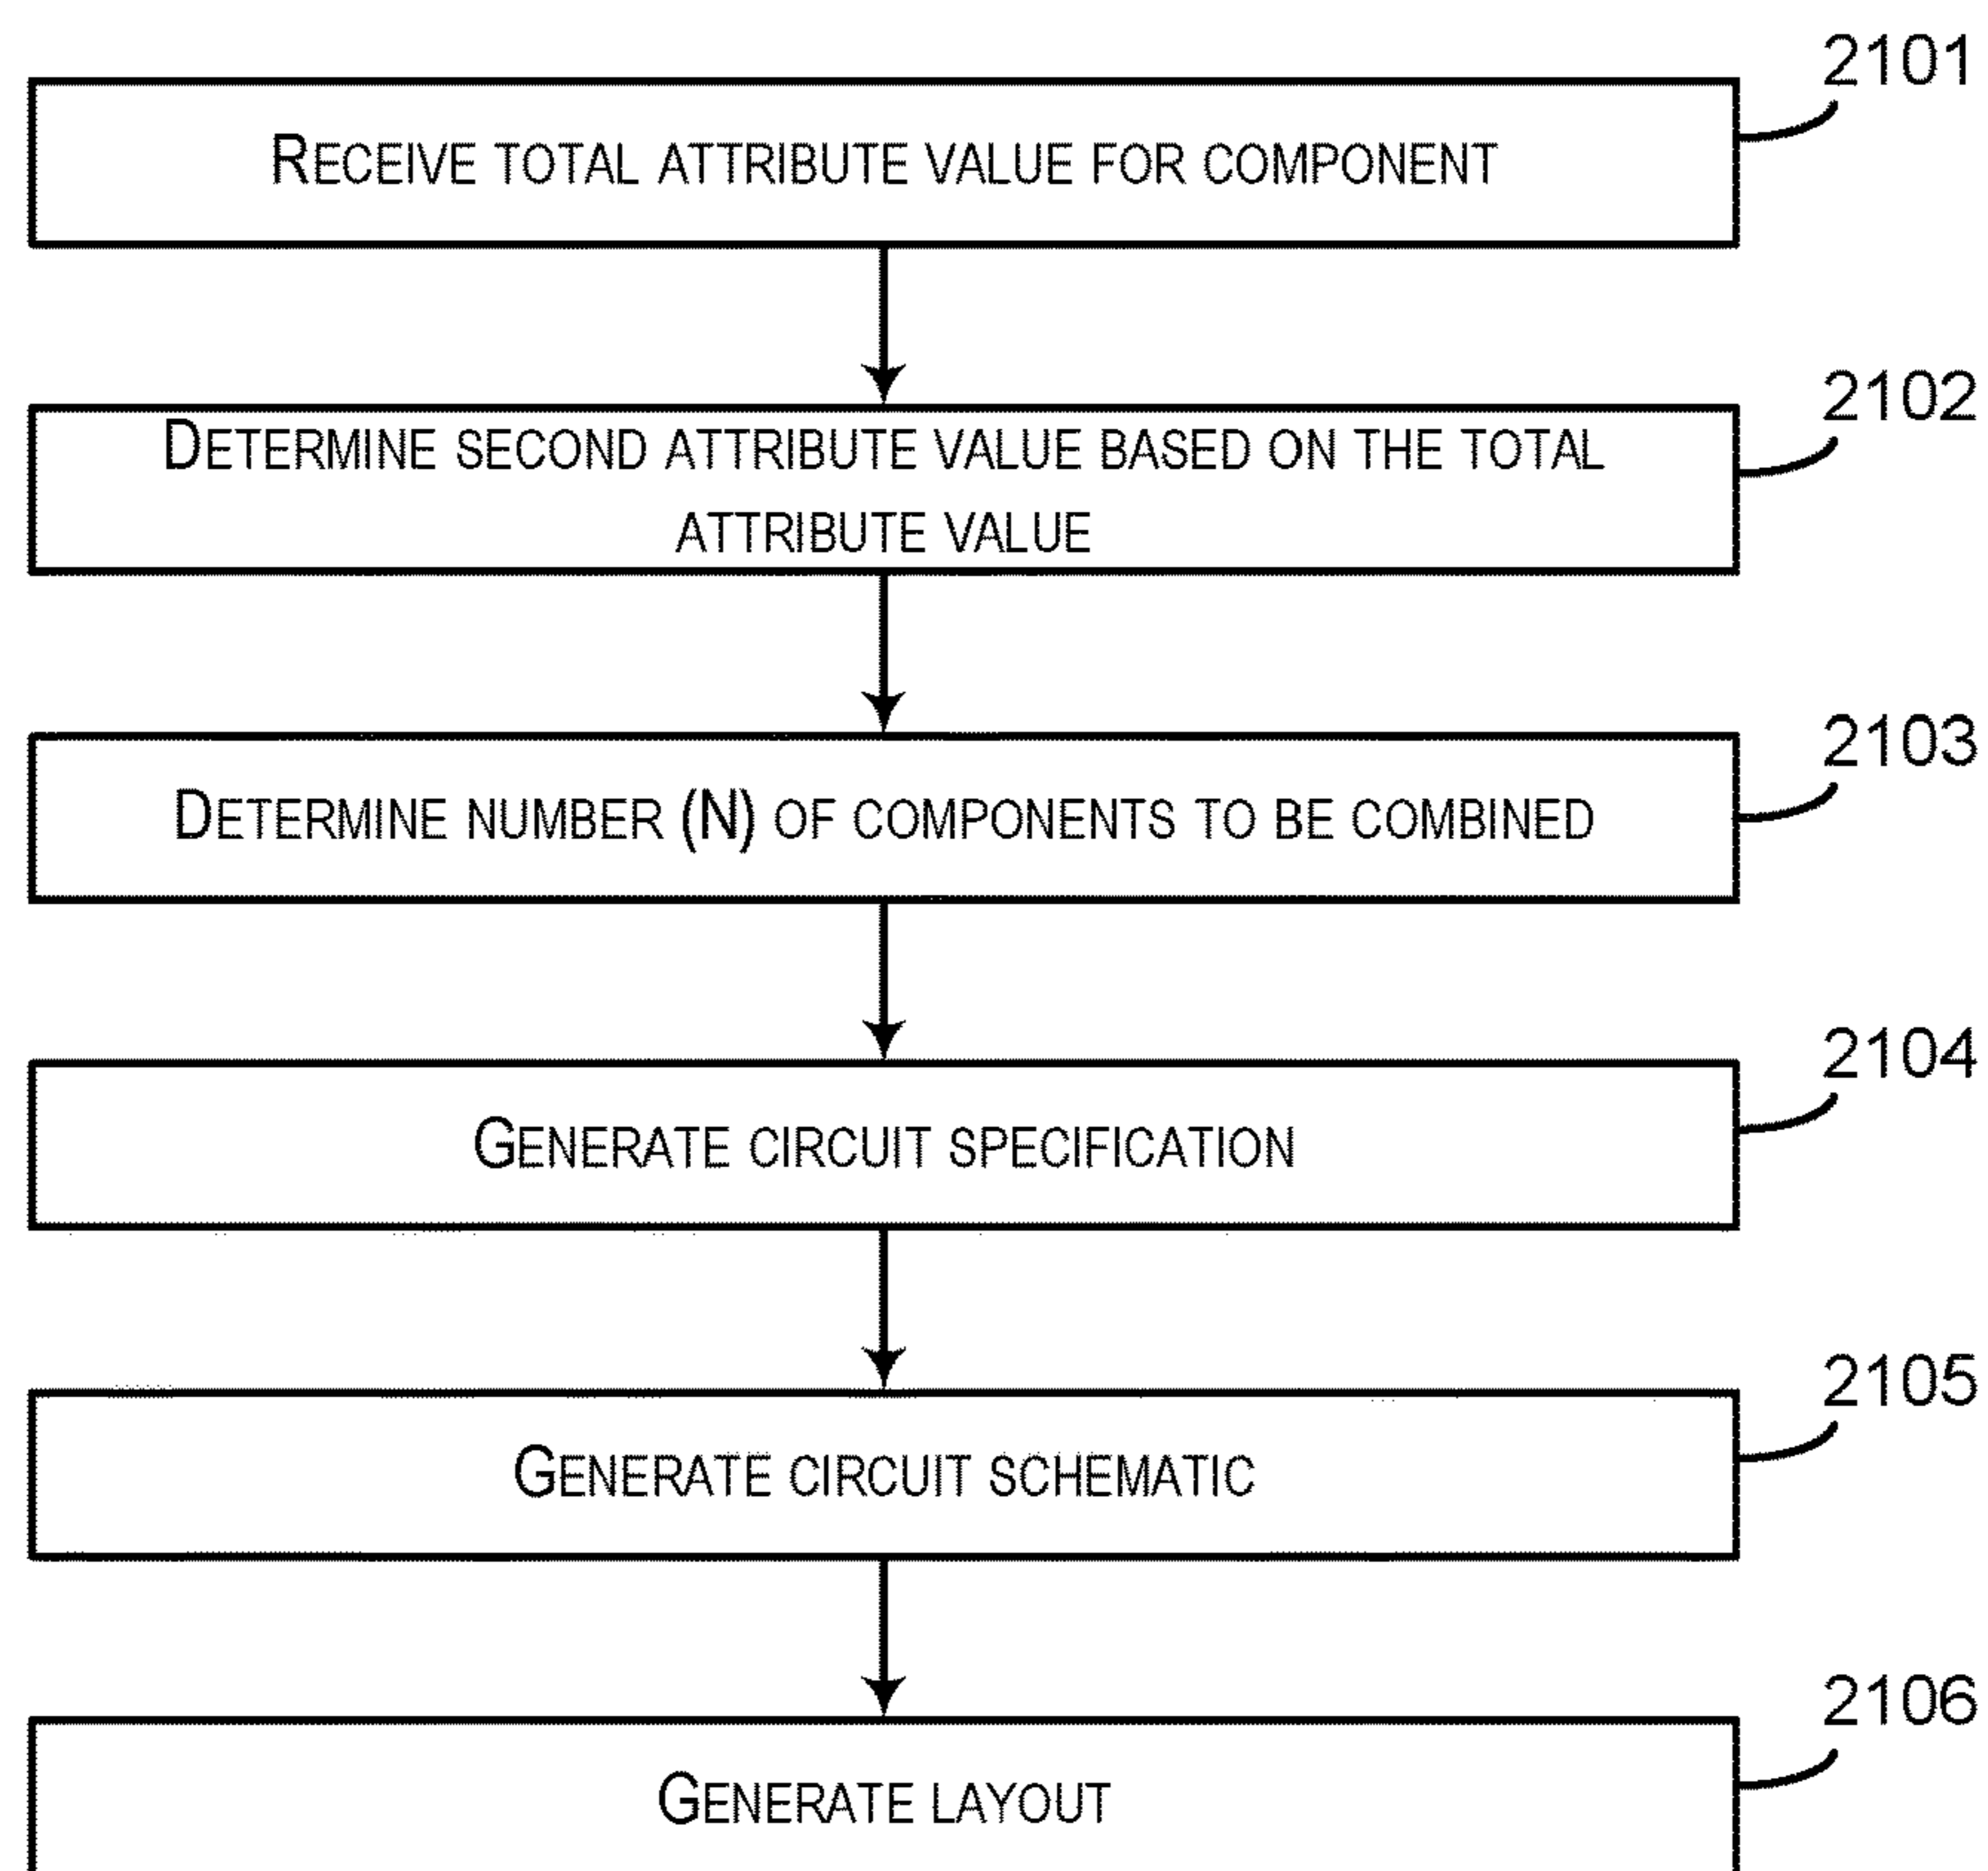 2101
RECEIVE TOTAL ATTRIBUTE VALUE FOR COMPONENT
2102
DETERMINE SECOND ATTRIBUTE VALUE BASED ON THE TOTAL
ATTRIBUTE VALUE
2103
DETERMINE NUMBER (N) OF COMPONENTS TO BE COMBINED
2104
GENERATE CIRCUIT SPECIFICATION
2105
GENERATE CIRCUIT SCHEMATIC
2106
GENERATE LAYOUT